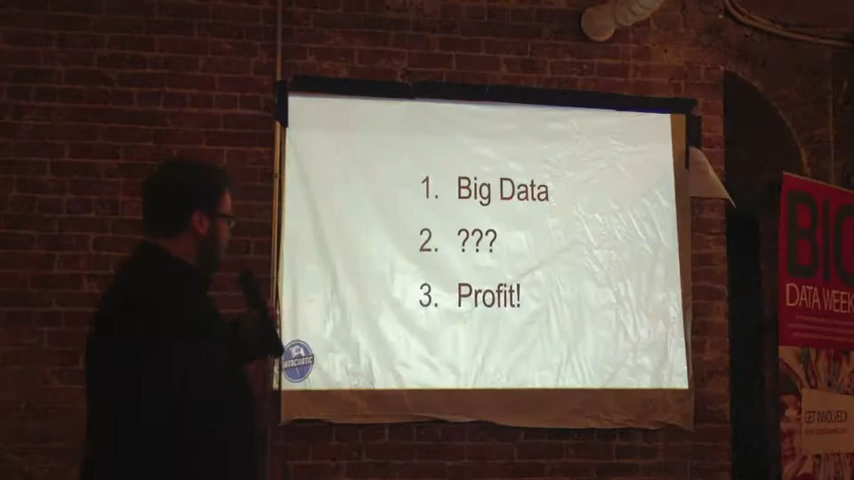 1. Big Data
2. ???
3. Profit!
BIG
DATA WEEK
GET INVOLVED!